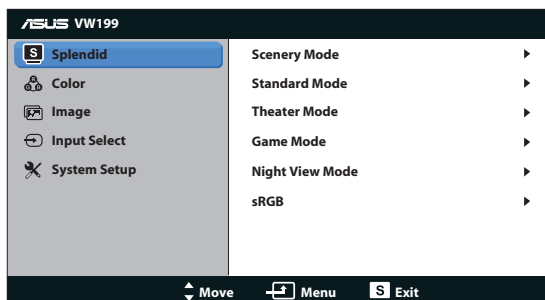 ASUS VW199
S Splendid
Color
Image
Input Select
System Setup
Scenery Mode
Standard Mode
Theater Mode
Game Mode
Night View Mode
sRGB
Move Menu S Exit